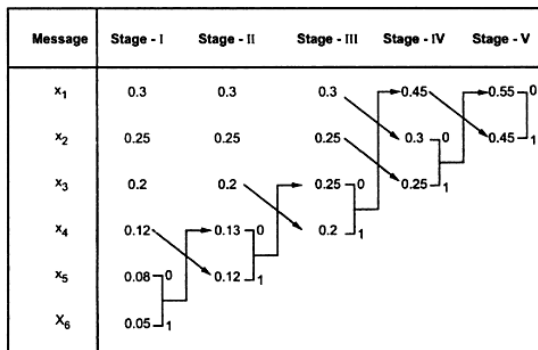 Message Stage - I Stage - II Stage - III Stage - IV Stage - V
x1 0.3 0.3 0.3 0.45 0.55 0
x2 0.25 0.25 0.25 0.3 0 0.45 1
x3 0.2 0.2 0.25 0 0.25 1
x4 0.12 0.13 0 0.2 1
x5 0.08 0 0.12 1
X6 0.05 1